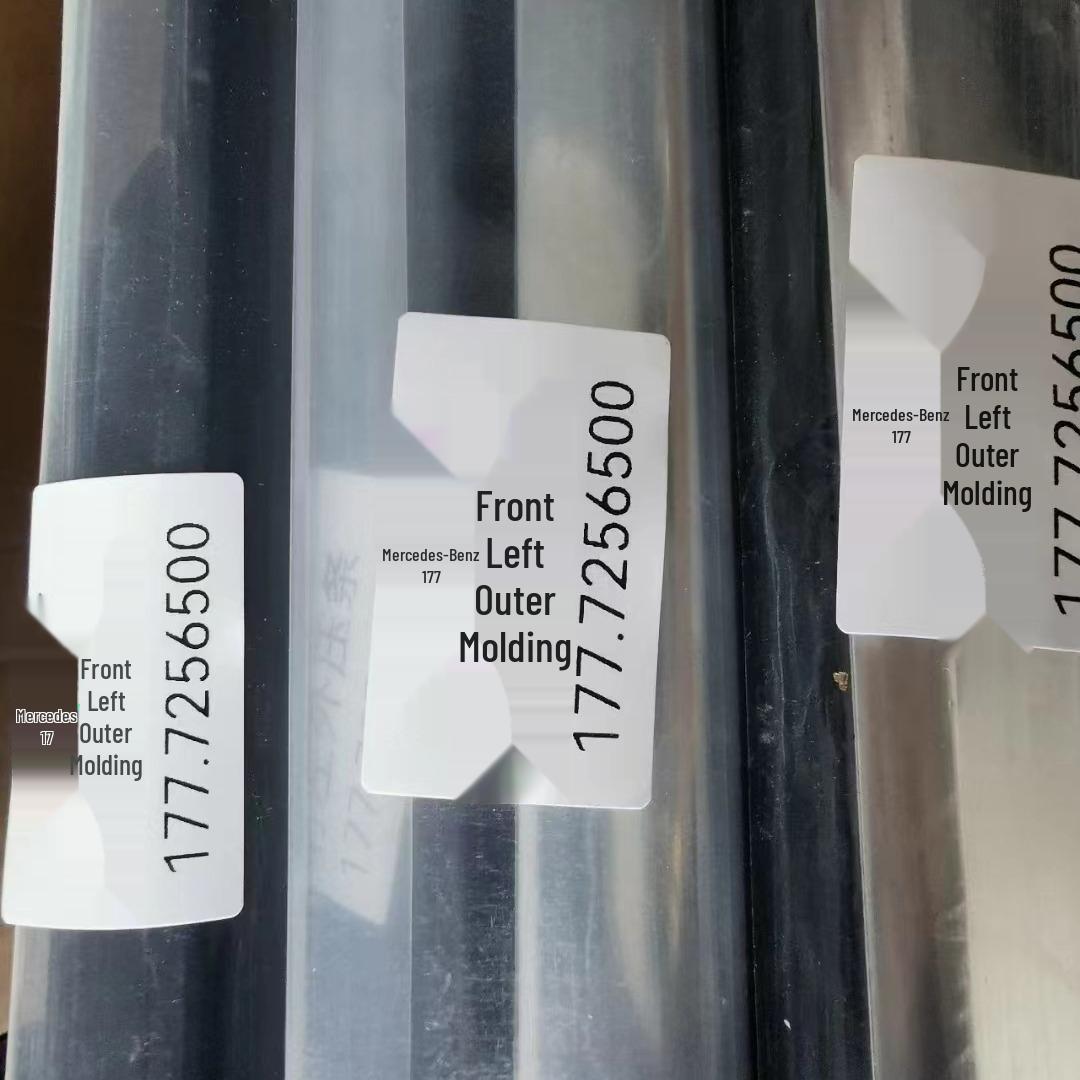 Mercedes
17
Front
Left
Outer
Molding
177.7256500
Mercedes-Benz
177
Front
Left
Outer
Molding
177.7256500
Mercedes-Benz
177
Front
Left
Outer
Molding
177.7256500